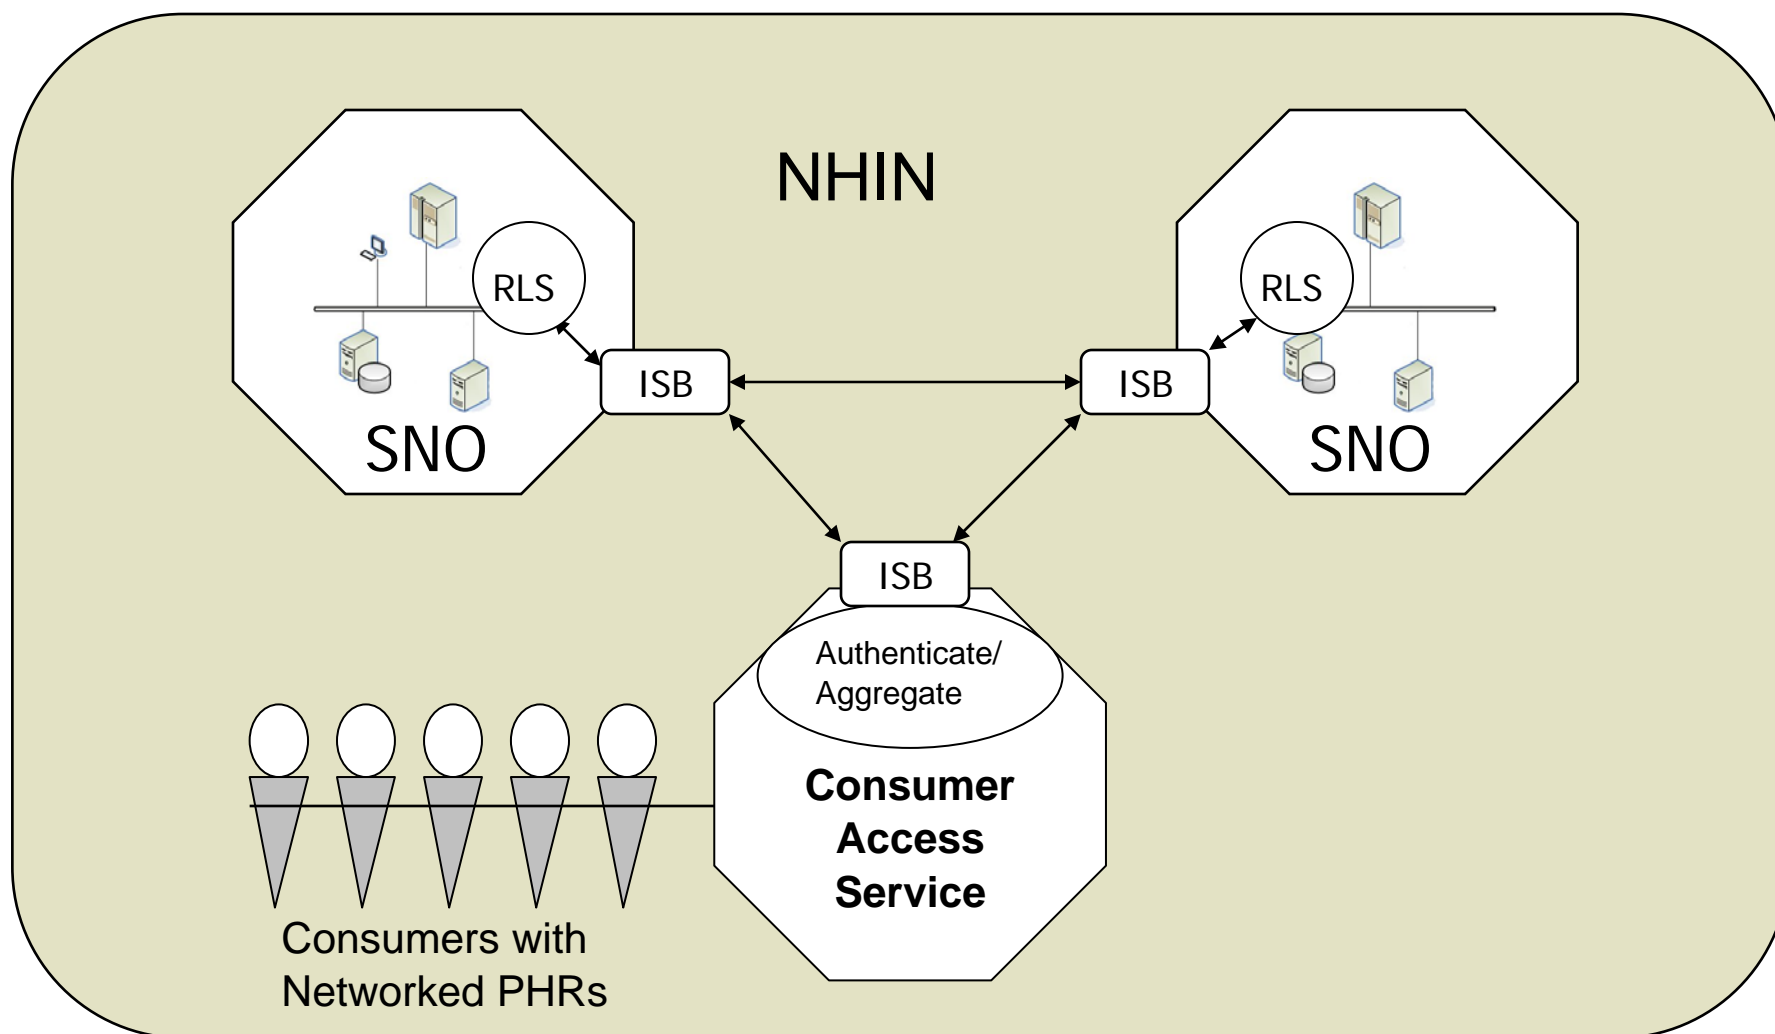 NHIN
RLS
RLS
ISB
ISB
SNO
SNO
ISB
Authenticate/
Aggregate
Consumer
Access
Service
Consumers with
Networked PHRs